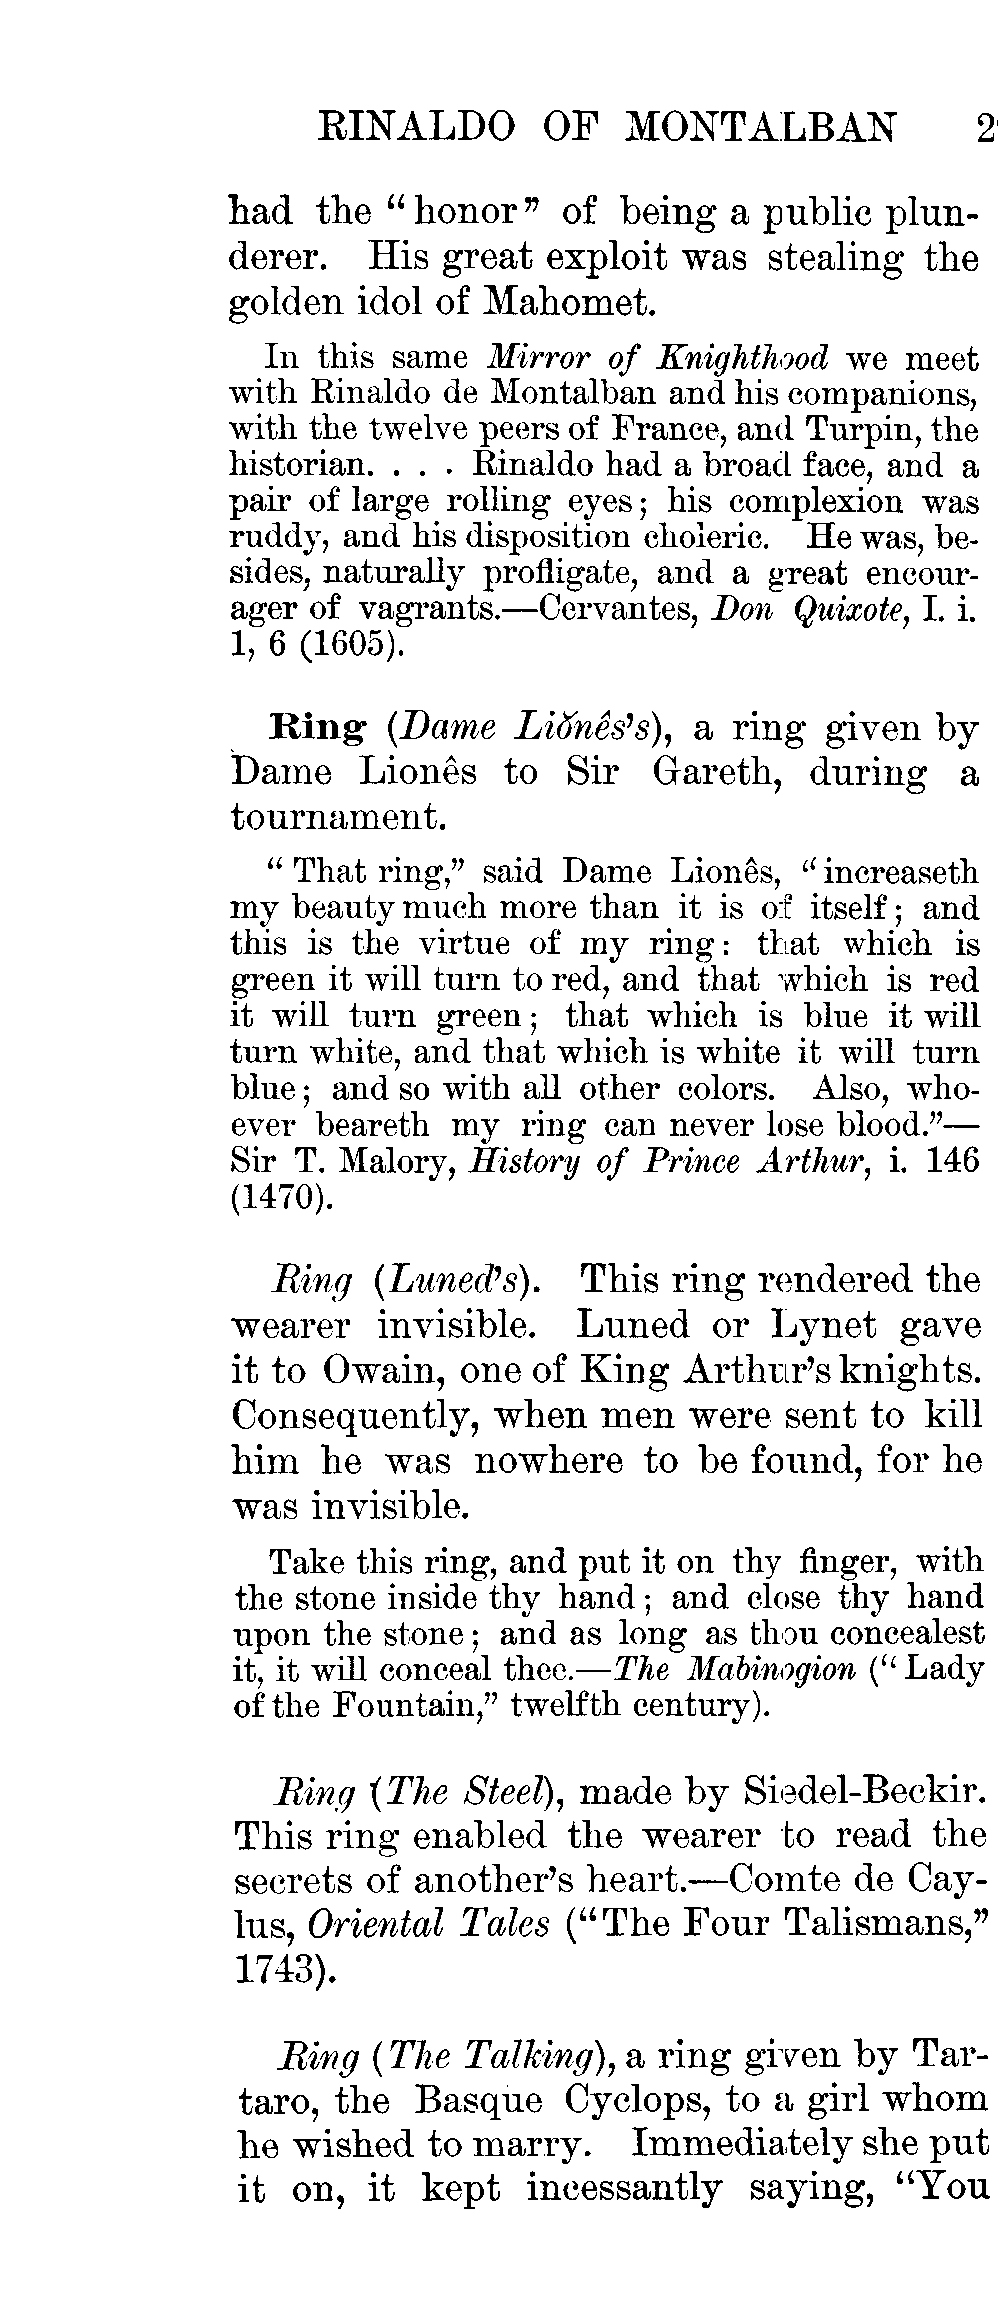 RINALDO OF MONTALBAN 2
had the “honor” of being a public plun-
derer. His great exploit was stealing the
golden idol of Mahomet.
In this same Mirror of Knighthood we meet
with Rinaldo de Montalban and his companions,
with the twelve peers of France, and Turpin, the
historian. . . . Rinaldo had a broad face, and a
pair of large rolling eyes; his complexion was
ruddy, and his disposition choleric. He was, be-
sides, naturally profligate, and a great encour-
ager of vagrants.—Cervantes, Don Quixote, I. i.
1, 6 (1605).
Ring (Dame Liŏnês’s), a ring given by
Dame Lionês to Sir Gareth, during a
tournament.
“That ring,” said Dame Lionês, “increaseth
my beauty much more than it is of itself; and
this is the virtue of my ring: that which is
green it will turn to red, and that which is red
it will turn green; that which is blue it will
turn white, and that which is white it will turn
blue; and so with all other colors. Also, who-
ever beareth my ring can never lose blood.”—
Sir T. Malory, History of Prince Arthur, i. 146
(1470).
Ring (Luned’s). This ring rendered the
wearer invisible. Luned or Lynet gave
it to Owain, one of King Arthur’s knights.
Consequently, when men were sent to kill
him he was nowhere to be found, for he
was invisible.
Take this ring, and put it on thy finger, with
the stone inside thy hand; and close thy hand
upon the stone; and as long as thou concealest
it, it will conceal thee.—The Mabinogion (“Lady
of the Fountain,” twelfth century).
Ring (The Steel), made by Siedel-Beckir.
This ring enabled the wearer to read the
secrets of another’s heart.—Comte de Cay-
lus, Oriental Tales (“The Four Talismans,”
1743).
Ring (The Talking), a ring given by Tar-
taro, the Basque Cyclops, to a girl whom
he wished to marry. Immediately she put
it on, it kept incessantly saying, “You